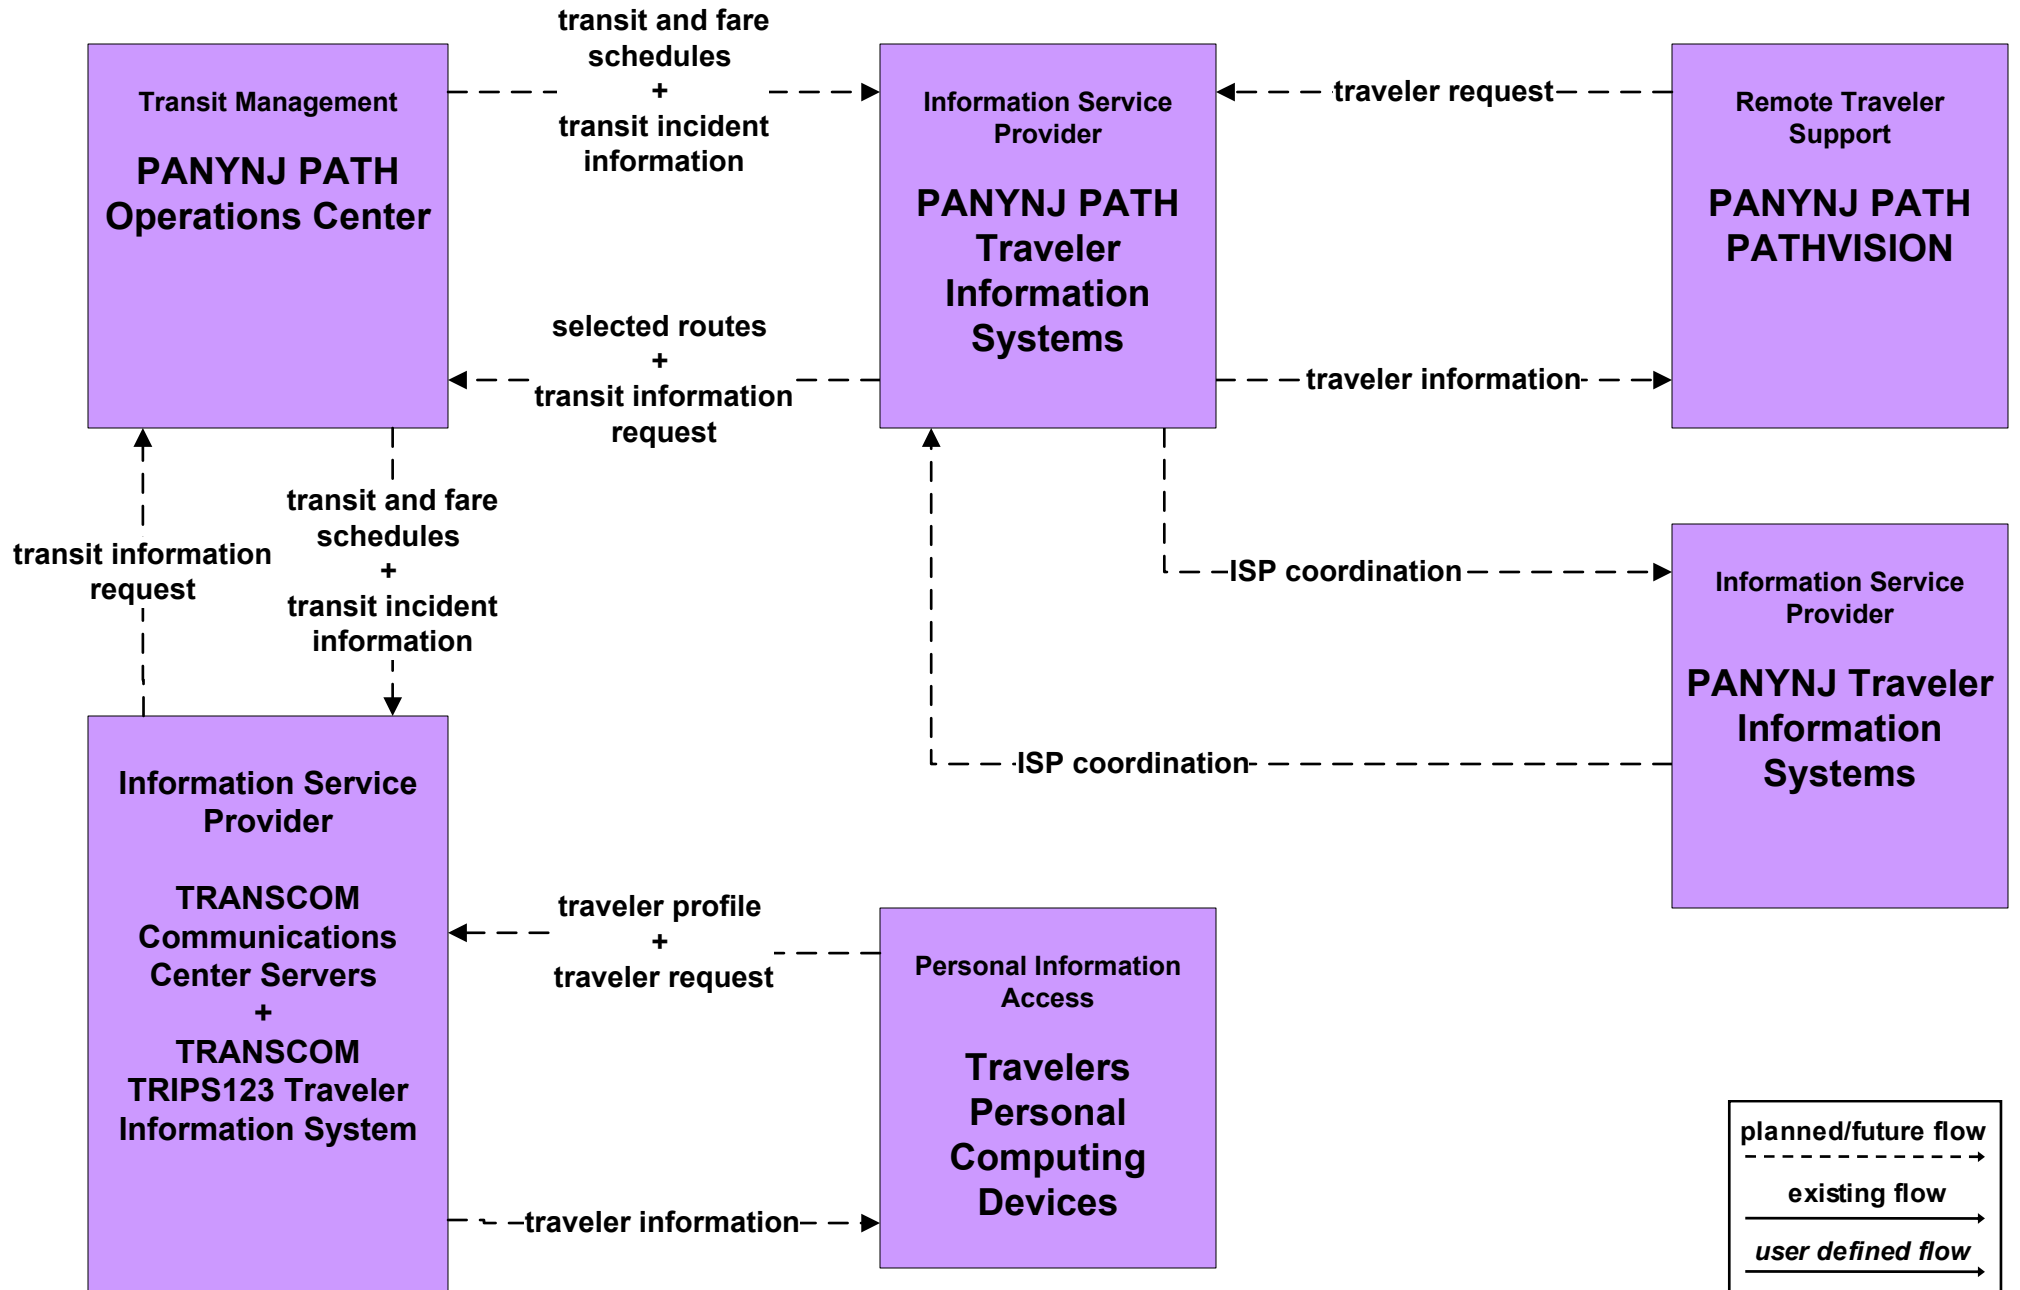 transit and fare
schedules
+
transit incident
information
Transit Management
PANYNJ PATH
Operations Center
Information Service
Provider
PANYNJ PATH
Traveler
Information
Systems
traveler request
Remote Traveler
Support
PANYNJ PATH
PATHVISION
selected routes
+
transit information
request
traveler information
transit information
request
transit and fare
schedules
+
transit incident
information
ISP coordination
Information Service
Provider
PANYNJ Traveler
Information
Systems
ISP coordination
Information Service
Provider
TRANSCOM
Communications
Center Servers
+
TRANSCOM
TRIPS123 Traveler
Information System
traveler profile
+
traveler request
Personal Information
Access
Travelers
Personal
Computing
Devices
traveler information
planned/future flow
existing flow
user defined flow